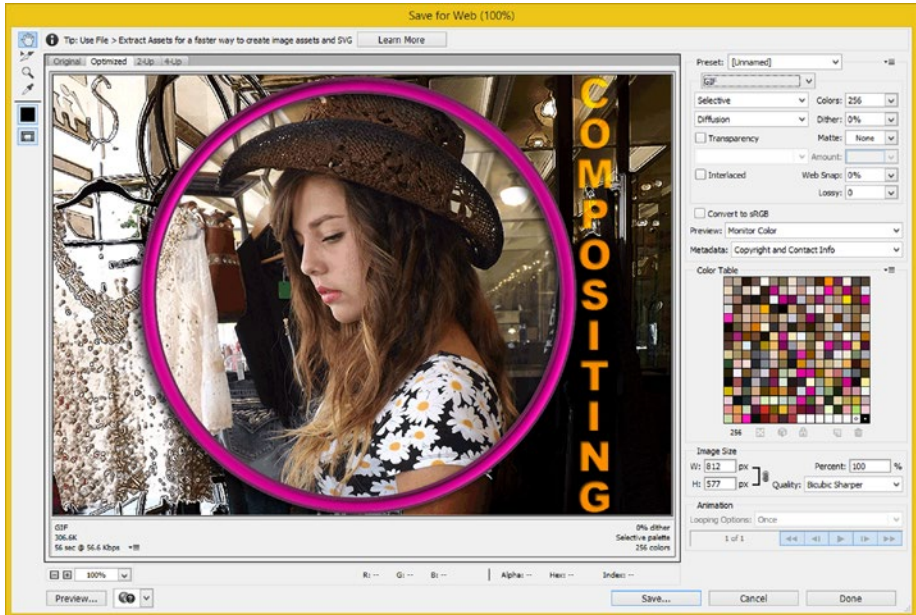 Save for Web (100%)
Tip: Use File > Extract Assets for a faster way to create image assets and SVG
Learn More
Original Optimized 2-Up 4-Up
COMPOSITING
GIF
306.6K
56 sec @ 56.6 Kbps
0% dither
Selective palette
256 colors
100%
R: -- G: -- B: -- Alpha: -- Hex: -- Index: --
Preview...
Save...
Cancel
Done
Preset: [Unnamed]
GIF
Selective Colors: 256
Diffusion Dither: 0%
Transparency Matte: None
Amount:
Interlaced Web Snap: 0%
Lossy: 0
Convert to sRGB
Preview: Monitor Color
Metadata: Copyright and Contact Info
Color Table
256
Image Size
W: 812 px Percent: 100 %
H: 577 px Quality: Bicubic Sharper
Animation
Looping Options: Once
1 of 1